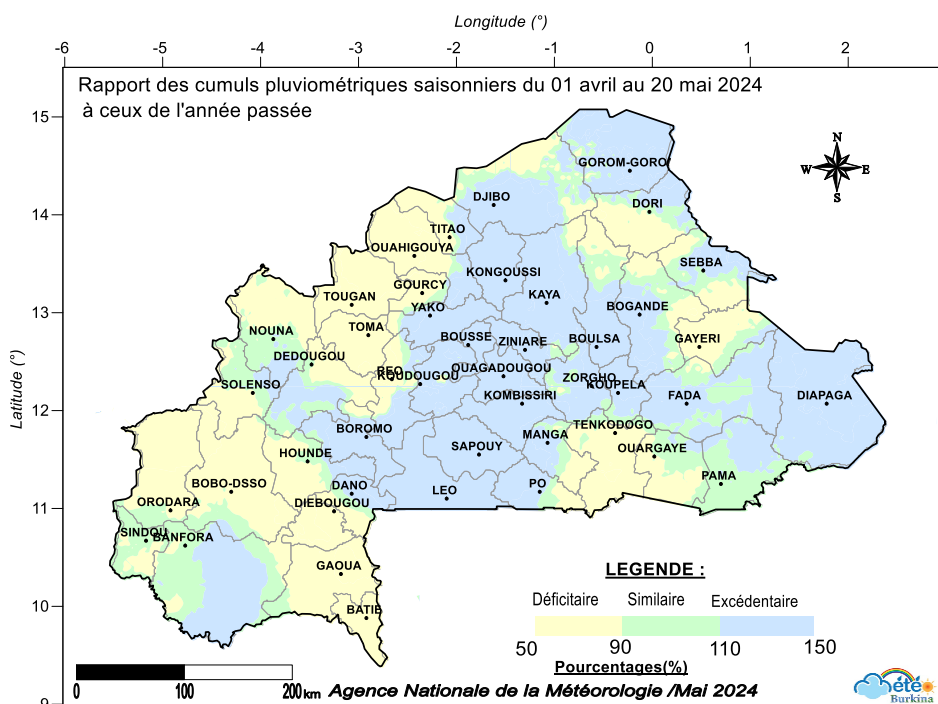 Longitude (°)
-6 -5 -4 -3 -2 -1 0 1 2
Rapport des cumuls pluviométriques saisonniers du 01 avril au 20 mai 2024
à ceux de l'année passée
15
N
W E
S
GOROM-GORO
DJIBO
DORI
14
TITAO
OUAHIGOUYA
SEBBA
KONGOUSSI
GOURCY
TOUGAN
KAYA
YAKO
BOGANDE
13
NOUNA
TOMA
BOUSSE
ZINIARE
BOULSA
GAYERI
DEDOUGOU
REO
KOUDOUGOU
OUAGADOUGOU
ZORGHO
KOUPELA
SOLENSO
KOMBISSIRI
FADA
DIAPAGA
12
Latitude (°)
BOROMO
MANGA
TENKODOGO
HOUNDE
SAPOUY
OUARGAYE
PAMA
BOBO-DSSO
DANO
LEO
PO
ORODARA
DIEBOUGOU
11
SINDOU
BANFORA
GAOUA
LEGENDE :
Déficitaire Similaire Excédentaire
10
BATIE
50 90 110 150
Pourcentages(%)
0 100 200 km
Agence Nationale de la Météorologie /Mai 2024
9
météo
Burkina